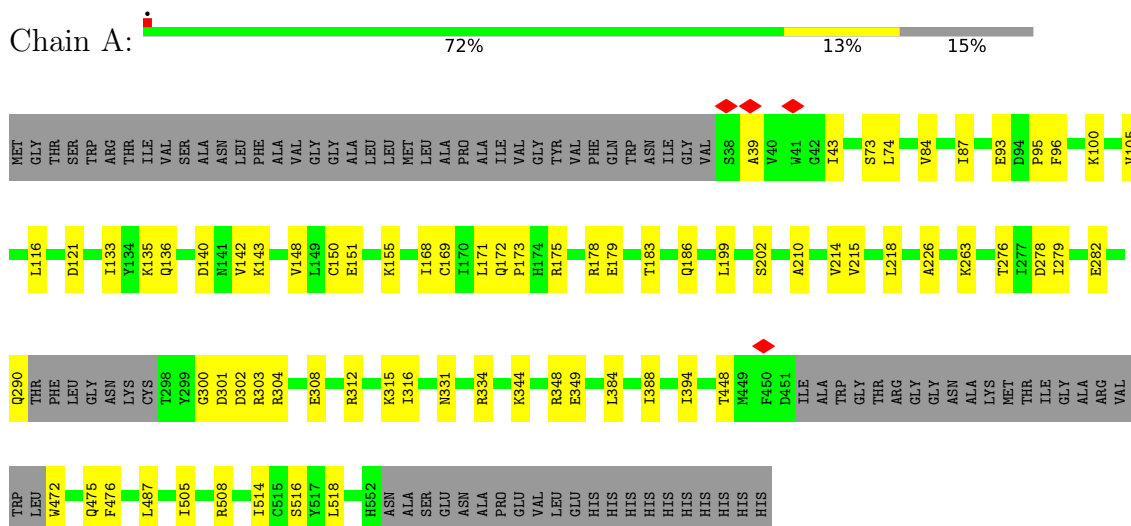 Chain A:
72% 13% 15%
MET GLY THR SER TRP ARG THR ILE VAL SER ALA ASN LEU PHE ALA VAL GLY GLY ALA LEU LEU MET LEU ALA PRO ALA ILE VAL GLY TYR VAL PHE GLN TRP ASN ILE GLY VAL S38 A39 V40 W41 G42 I43 S73 L74 V84 I87 E93 D94 P95 F96 K100 V105
L116 D121 I133 Y134 K135 Q136 D140 N141 V142 K143 V148 L149 C150 E151 K155 I168 C169 I170 L171 Q172 P173 H174 R175 R178 E179 T183 Q186 L199 S202 A210 V214 V215 L218 A226 K263 T276 I277 D278 I279 E282
Q290 THR PHE LEU GLY ASN LYS CYS T298 Y299 G300 D301 D302 R303 R304 E308 R312 K315 I316 N331 R334 K344 R348 E349 L384 I388 I394 T448 M449 F450 D451 ILE ALA TRP GLY THR ARG GLY GLY ASN ALA LYS MET THR ILE GLY ALA ARG VAL
TRP LEU W472 Q475 F476 L487 I505 R508 I514 C515 S516 Y517 L518 H552 ASN ALA SER GLU ASN ALA PRO GLU VAL LEU GLU HIS HIS HIS HIS HIS HIS HIS HIS HIS HIS